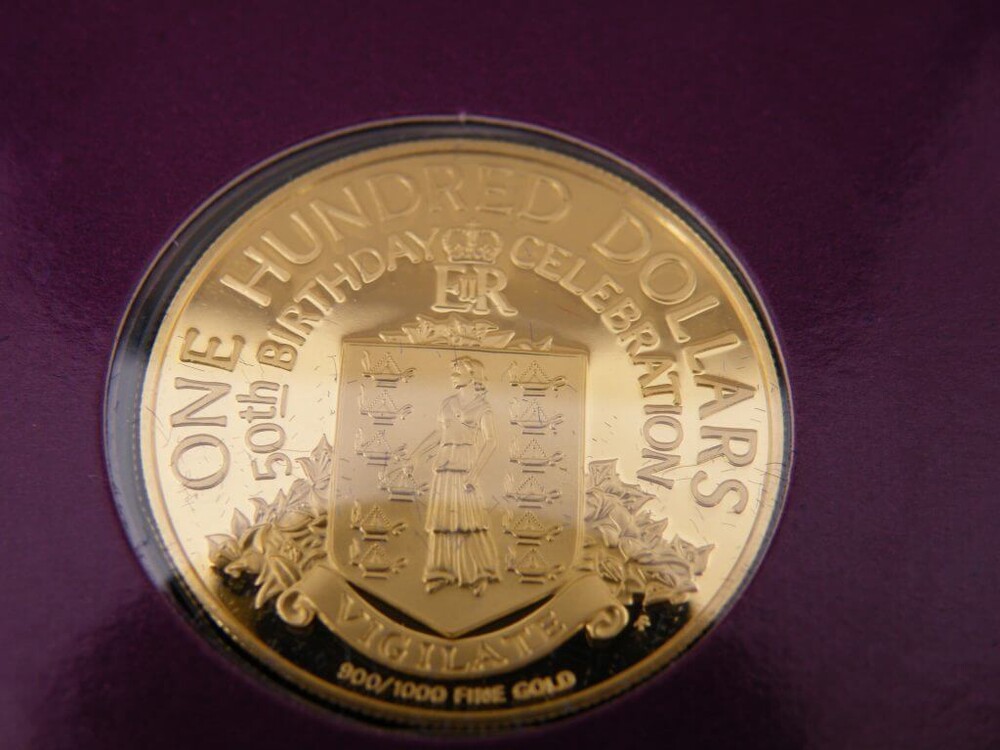 ONE HUNDRED DOLLARS
50th BIRTHDAY CELEBRATION
EIIR
VIGILATE
900/1000 FINE GOLD